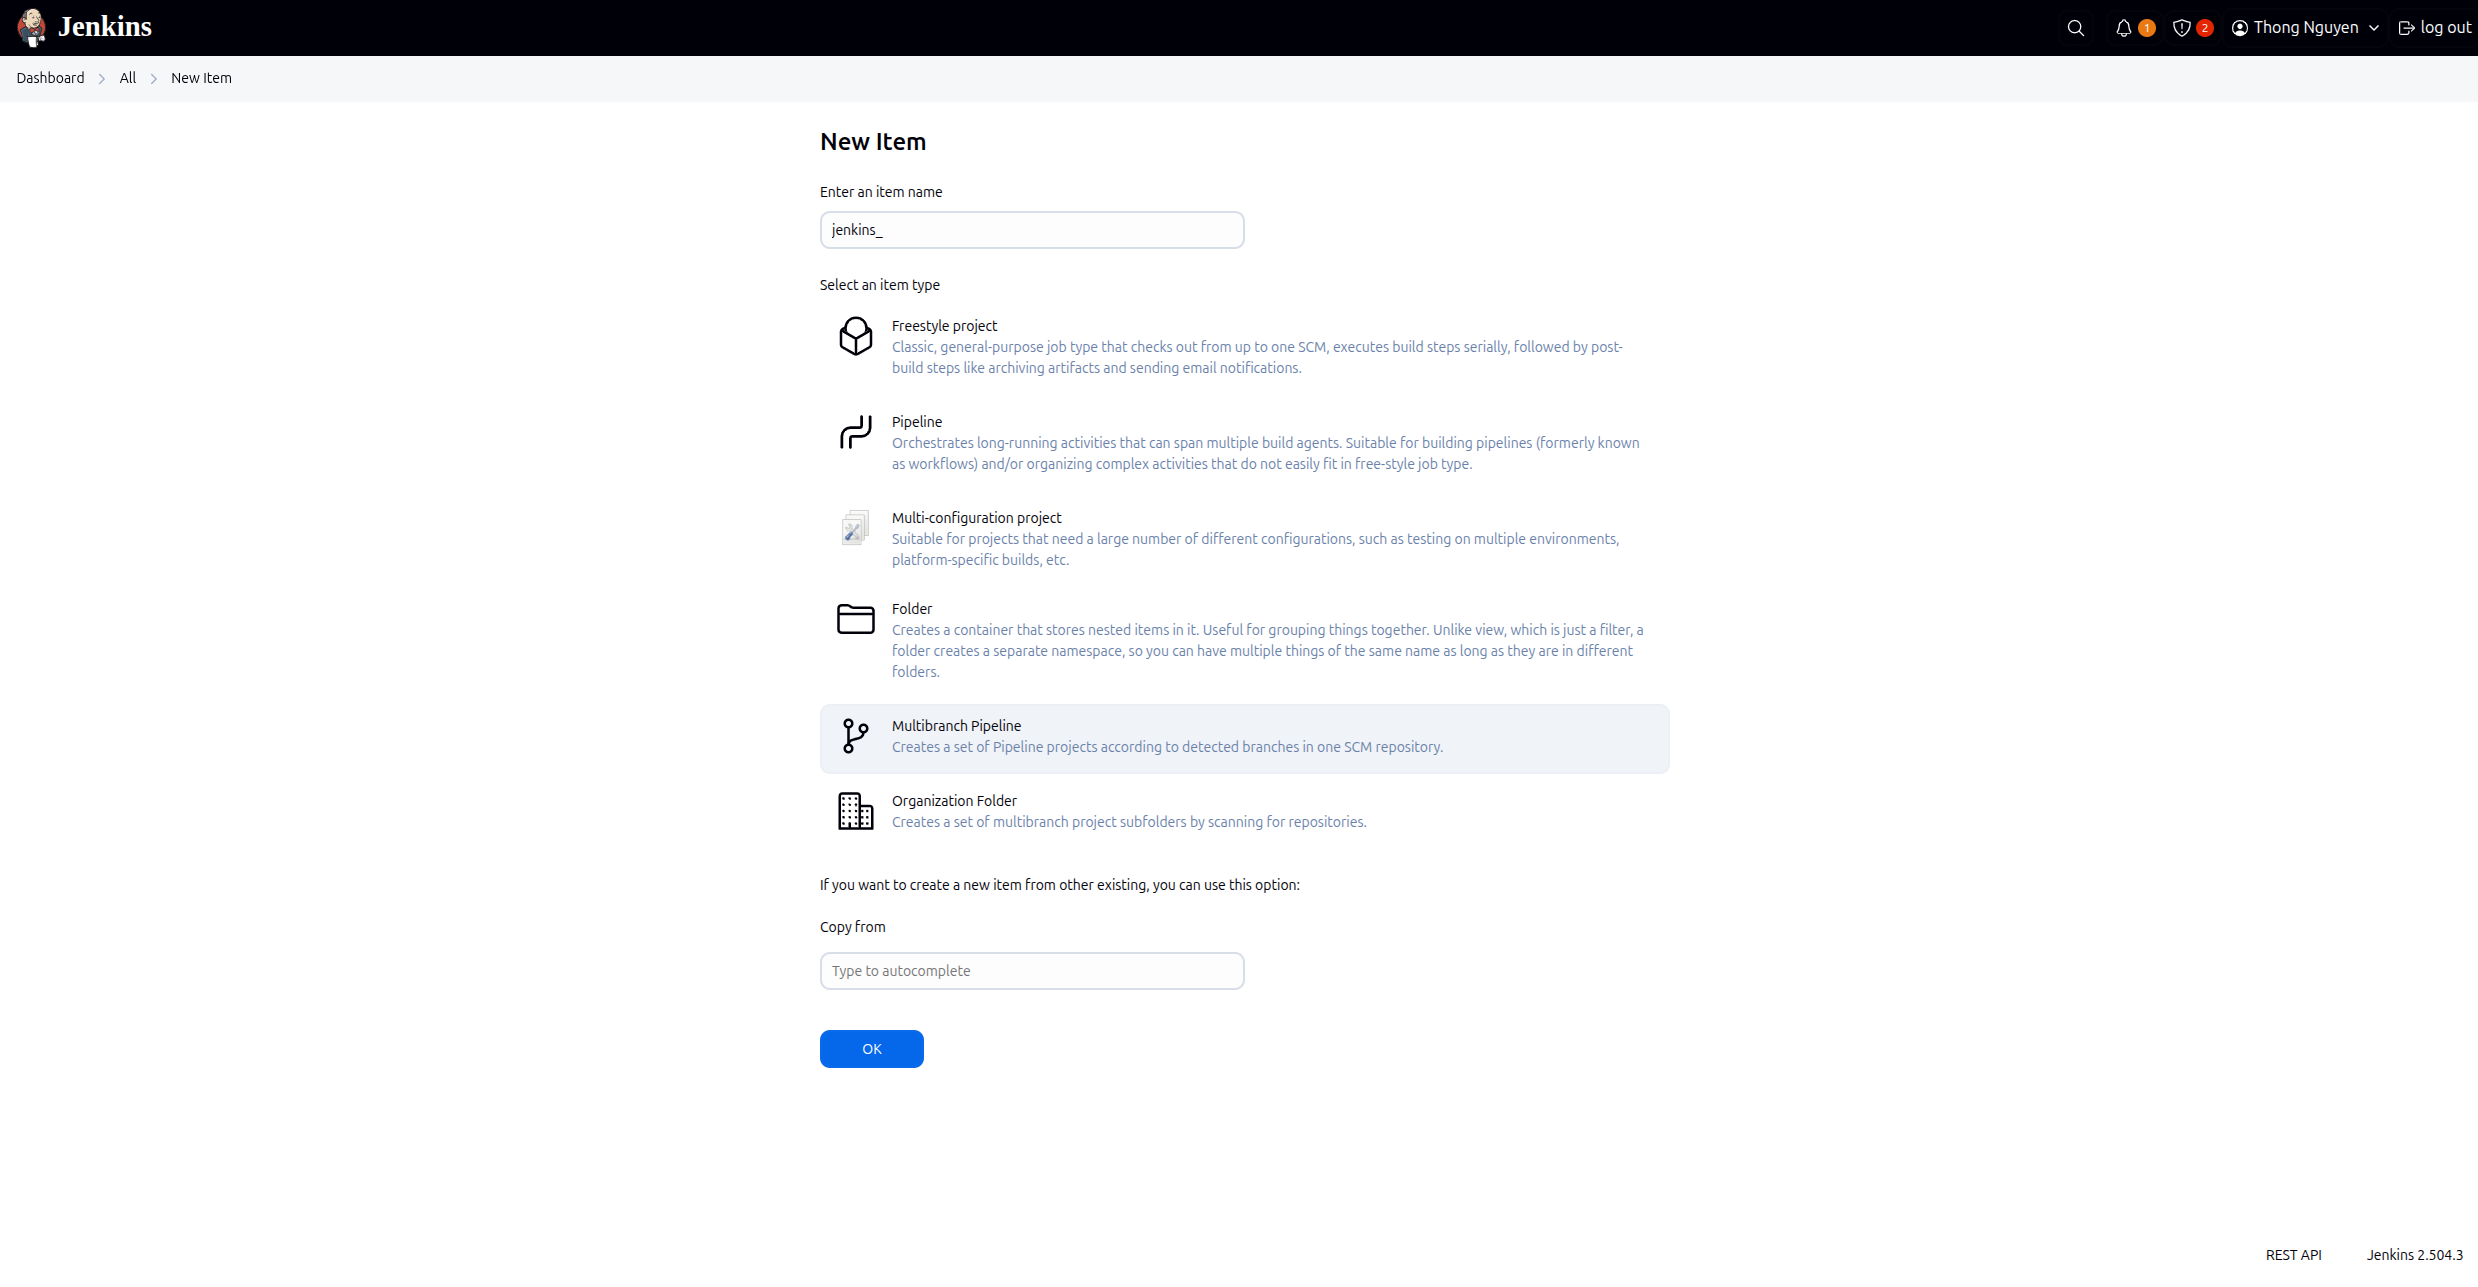 Jenkins
1
2
Thong Nguyen
log out
Dashboard
All
New Item
New Item
Enter an item name
jenkins_
Select an item type
Freestyle project
Classic, general-purpose job type that checks out from up to one SCM, executes build steps serially, followed by post-
build steps like archiving artifacts and sending email notifications.
Pipeline
Orchestrates long-running activities that can span multiple build agents. Suitable for building pipelines (formerly known
as workflows) and/or organizing complex activities that do not easily fit in free-style job type.
Multi-configuration project
Suitable for projects that need a large number of different configurations, such as testing on multiple environments,
platform-specific builds, etc.
Folder
Creates a container that stores nested items in it. Useful for grouping things together. Unlike view, which is just a filter, a
folder creates a separate namespace, so you can have multiple things of the same name as long as they are in different
folders.
Multibranch Pipeline
Creates a set of Pipeline projects according to detected branches in one SCM repository.
Organization Folder
Creates a set of multibranch project subfolders by scanning for repositories.
If you want to create a new item from other existing, you can use this option:
Copy from
Type to autocomplete
OK
REST API
Jenkins 2.504.3